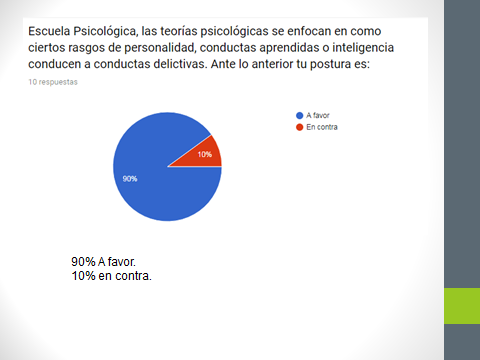 Escuela Psicológica, las teorías psicológicas se enfocan en como
ciertos rasgos de personalidad, conductas aprendidas o inteligencia
conducen a conductas delictivas. Ante lo anterior tu postura es:
10 respuestas
A favor
En contra
10%
90%
90% A favor.
10% en contra.